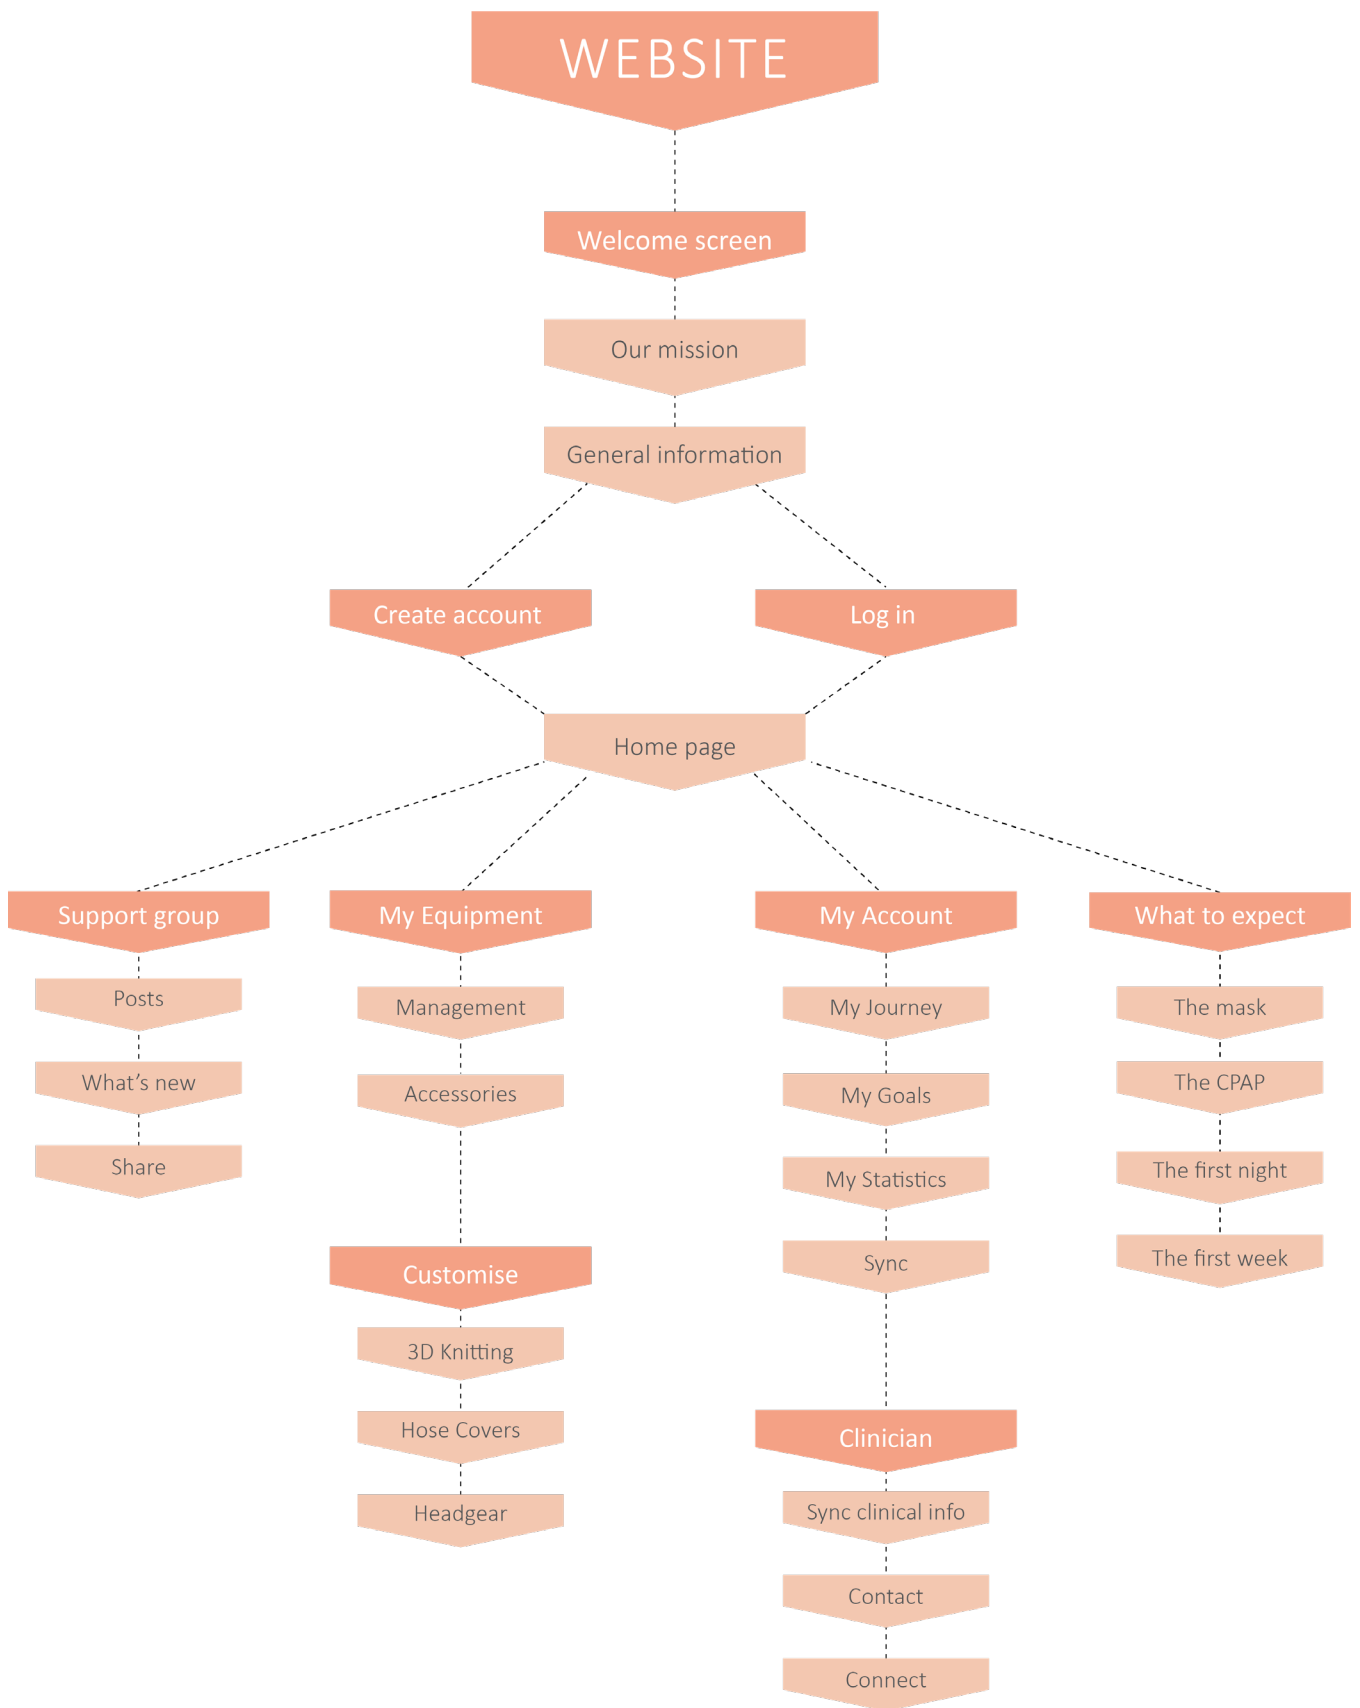 WEBSITE
Welcome screen
Our mission
General information
Create account
Log in
Home page
Support group
Posts
What's new
Share
My Equipment
Management
Accessories
Customise
3D Knitting
Hose Covers
Headgear
My Account
My Journey
My Goals
My Statistics
Sync
Clinician
Sync clinical info
Contact
Connect
What to expect
The mask
The CPAP
The first night
The first week